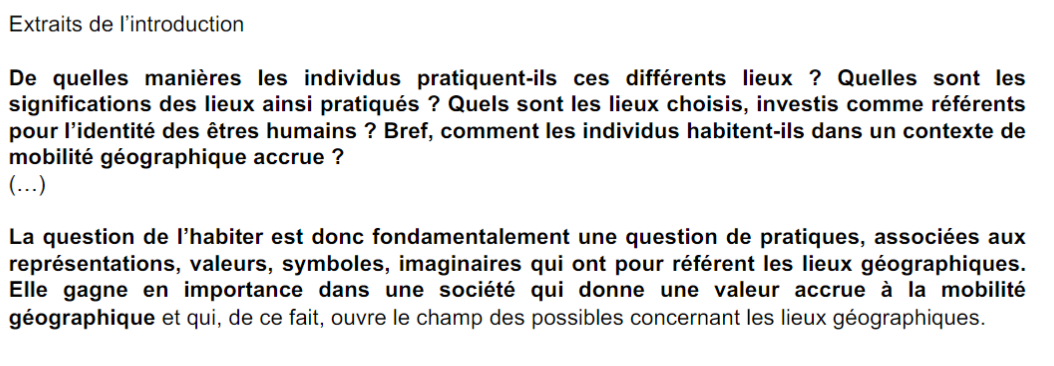 Extraits de l’introduction
De quelles manières les individus pratiquent-ils ces différents lieux ? Quelles sont les
significations des lieux ainsi pratiqués ? Quels sont les lieux choisis, investis comme référents
pour l’identité des êtres humains ? Bref, comment les individus habitent-ils dans un contexte de
mobilité géographique accrue ?
(…)
La question de l’habiter est donc fondamentalement une question de pratiques, associées aux
représentations, valeurs, symboles, imaginaires qui ont pour référent les lieux géographiques.
Elle gagne en importance dans une société qui donne une valeur accrue à la mobilité
géographique et qui, de ce fait, ouvre le champ des possibles concernant les lieux géographiques.